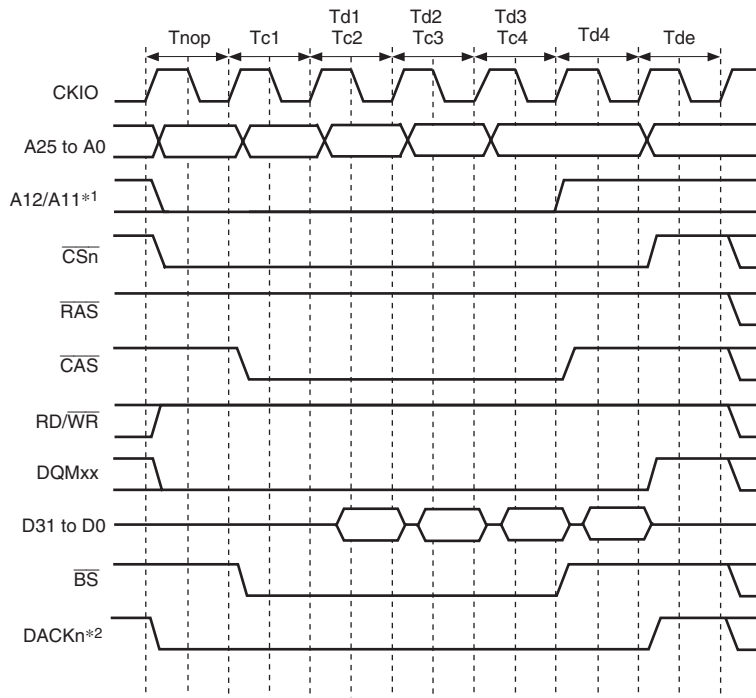 Td1 Td2 Td3
Tnop Tc1 Tc2 Tc3 Tc4 Td4 Tde
CKIO
A25 to A0
A12/A11*1
CSn
RAS
CAS
RD/WR
DQMxx
D31 to D0
BS
DACKn*2